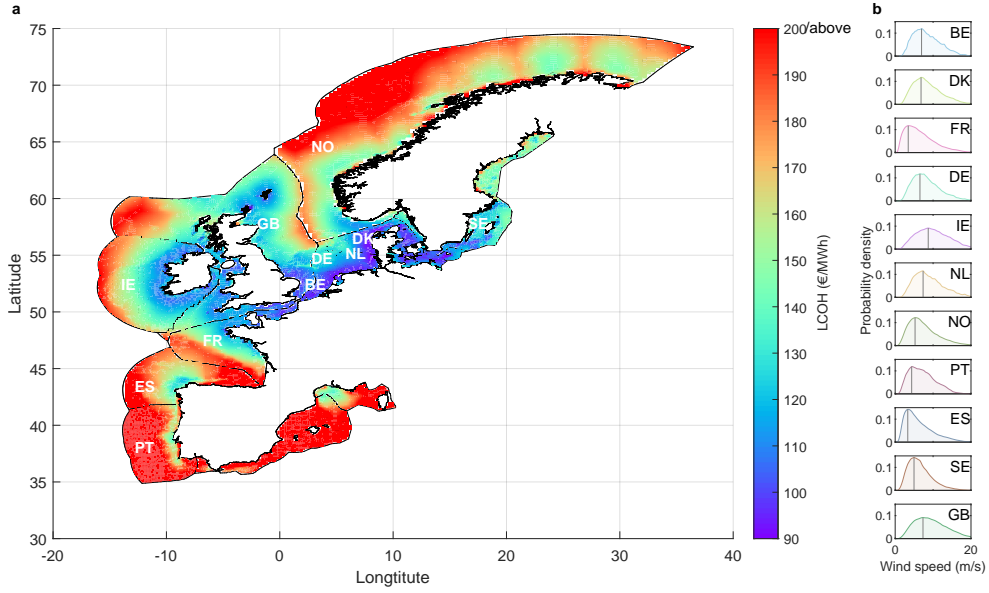 a
75
70
65
60
55
50
45
40
35
30
Latitude
-20
-10
0
10
20
30
40
Longtitute
NO
GB
SE
DK
DE
NL
IE
BE
FR
ES
PT
200/above
190
180
170
160
150
140
130
120
110
100
90
LCOH (€/MWh)
b
Probability density
0.1
0
BE
0.1
0
DK
0.1
0
FR
0.1
0
DE
0.1
0
IE
0.1
0
NL
0.1
0
NO
0.1
0
PT
0.1
0
ES
0.1
0
SE
0.1
0
GB
0
10
20
Wind speed (m/s)